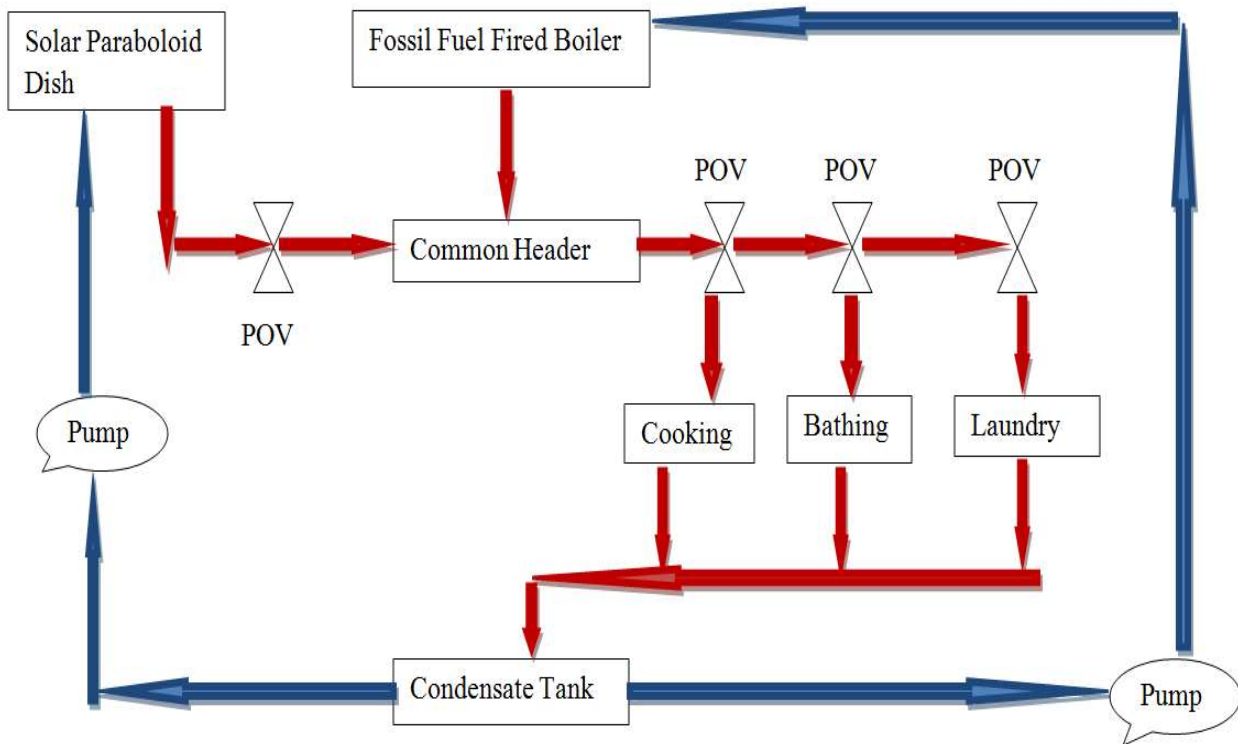 Solar Paraboloid
Dish
Fossil Fuel Fired Boiler
POV
POV
POV
Common Header
POV
Cooking
Bathing
Laundry
Pump
Condensate Tank
Pump